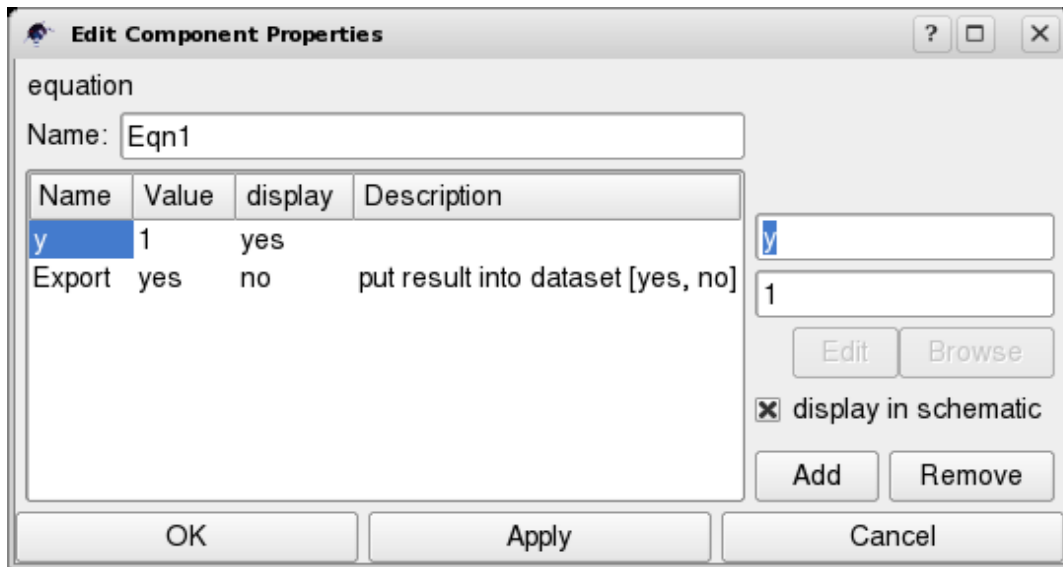 Edit Component Properties ?
equation
Name: Eqn1
Name Value display Description
y 1 yes
Export yes no put result into dataset [yes, no]
y
1
Edit Browse
display in schematic
Add Remove
OK Apply Cancel